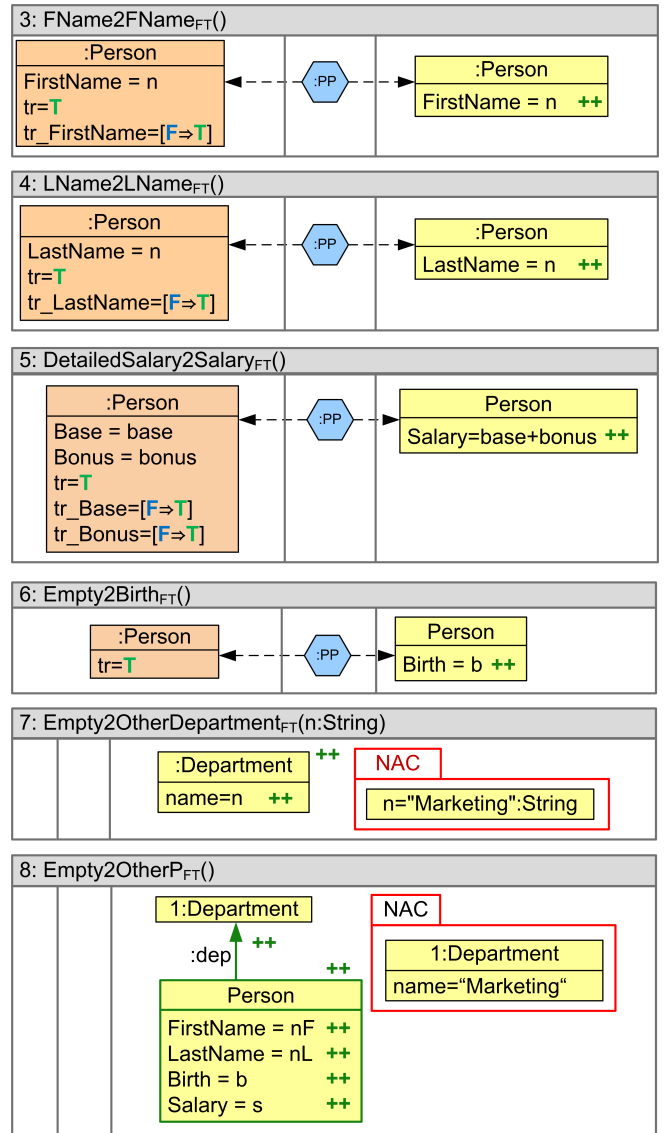 3: FName2FNameFT()
:Person
FirstName = n
tr=T
tr_FirstName=[F⇒T]
:PP
:Person
FirstName = n ++
4: LName2LNameFT()
:Person
LastName = n
tr=T
tr_LastName=[F⇒T]
:PP
:Person
LastName = n ++
5: DetailedSalary2SalaryFT()
:Person
Base = base
Bonus = bonus
tr=T
tr_Base=[F⇒T]
tr_Bonus=[F⇒T]
:PP
Person
Salary=base+bonus ++
6: Empty2BirthFT()
:Person
tr=T
:PP
Person
Birth = b ++
7: Empty2OtherDepartmentFT(n:String)
:Department
++
name=n ++
NAC
n="Marketing":String
8: Empty2OtherPFT()
1:Department
:dep ++
++
Person
FirstName = nF ++
LastName = nL ++
Birth = b ++
Salary = s ++
NAC
1:Department
name=“Marketing“